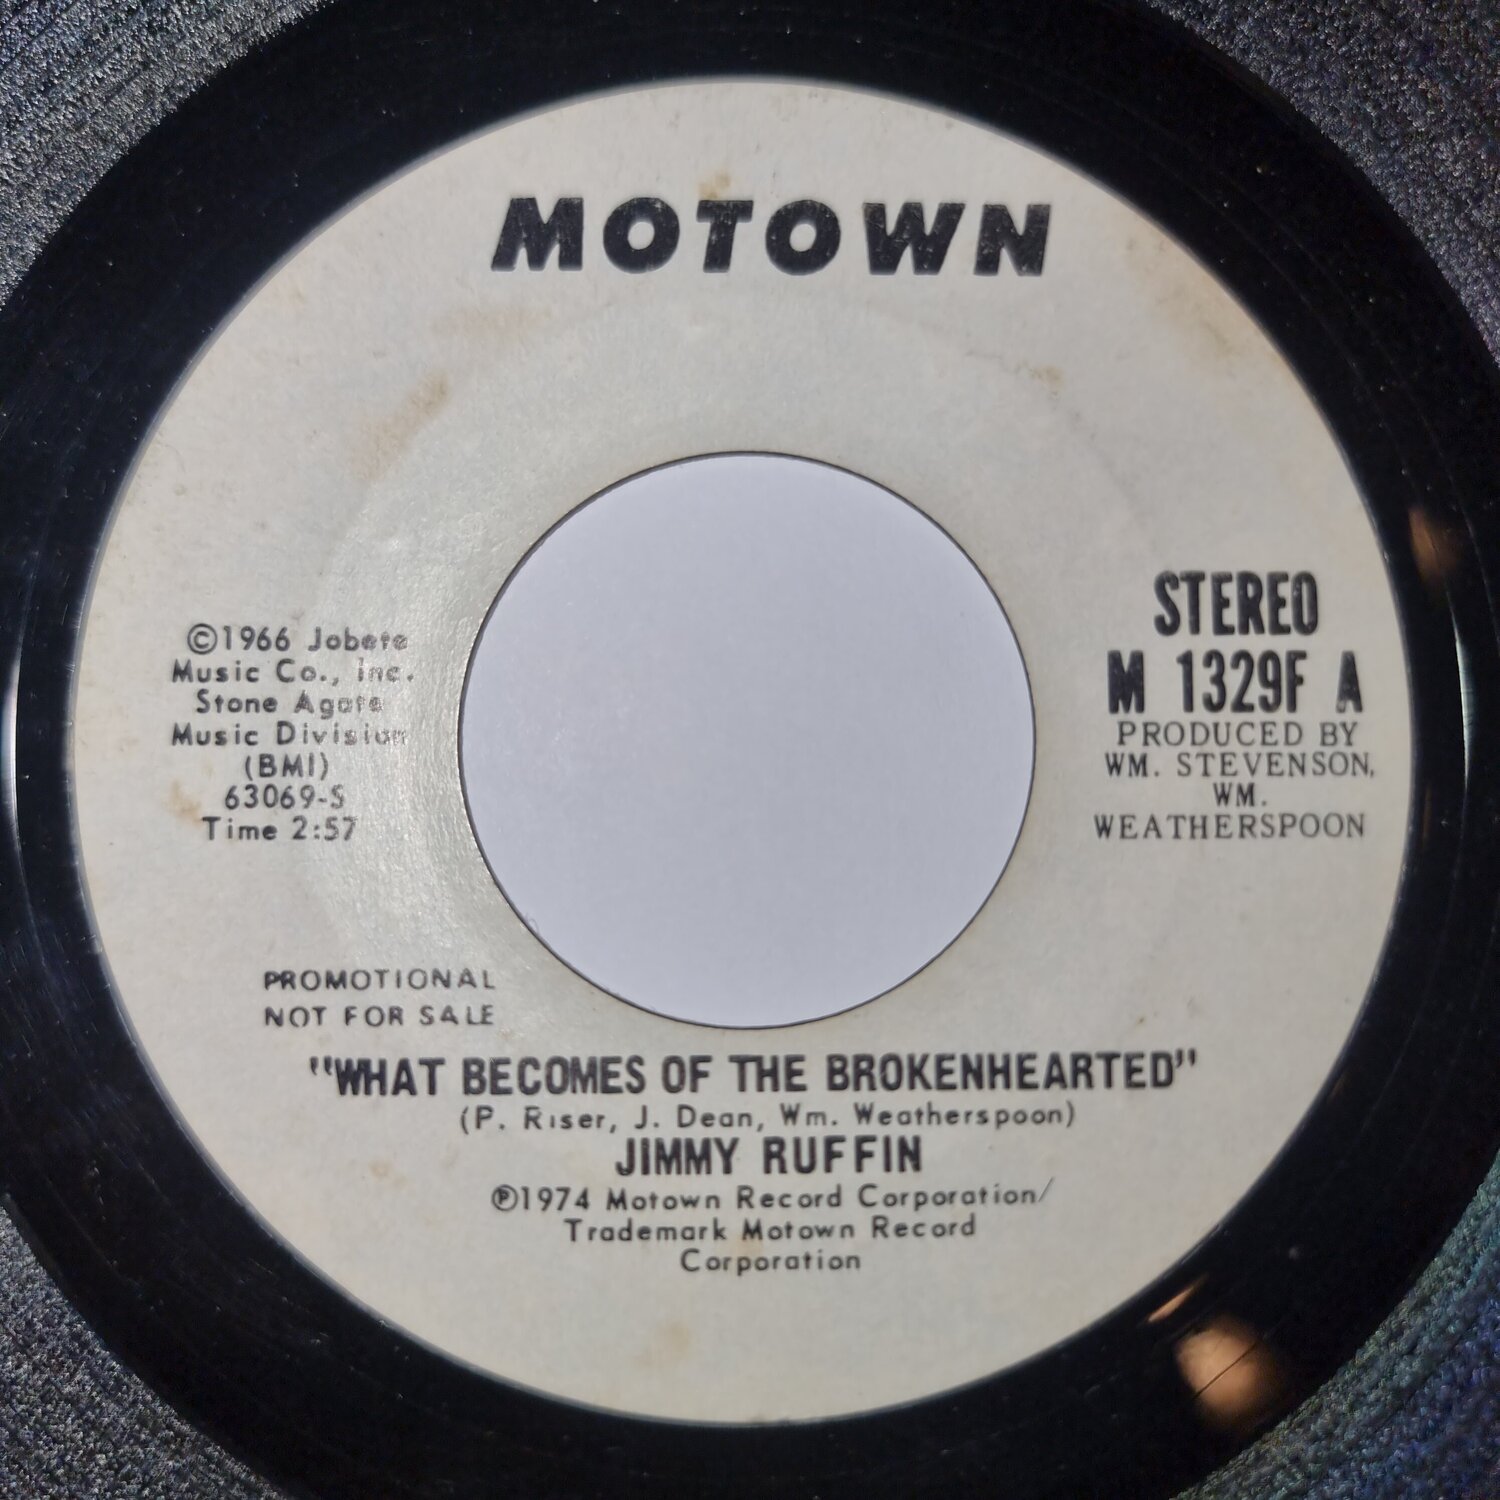 MOTOWN
©1966 Jobete
Music Co., Inc.
Stone Agate
Music Division
(BMI)
63069-S
Time 2:57
STEREO
M 1329F A
PRODUCED BY
WM. STEVENSON,
WM.
WEATHERSPOON
PROMOTIONAL
NOT FOR SALE
"WHAT BECOMES OF THE BROKENHEARTED"
(P. Riser, J. Dean, Wm. Weatherspoon)
JIMMY RUFFIN
℗1974 Motown Record Corporation/
Trademark Motown Record
Corporation